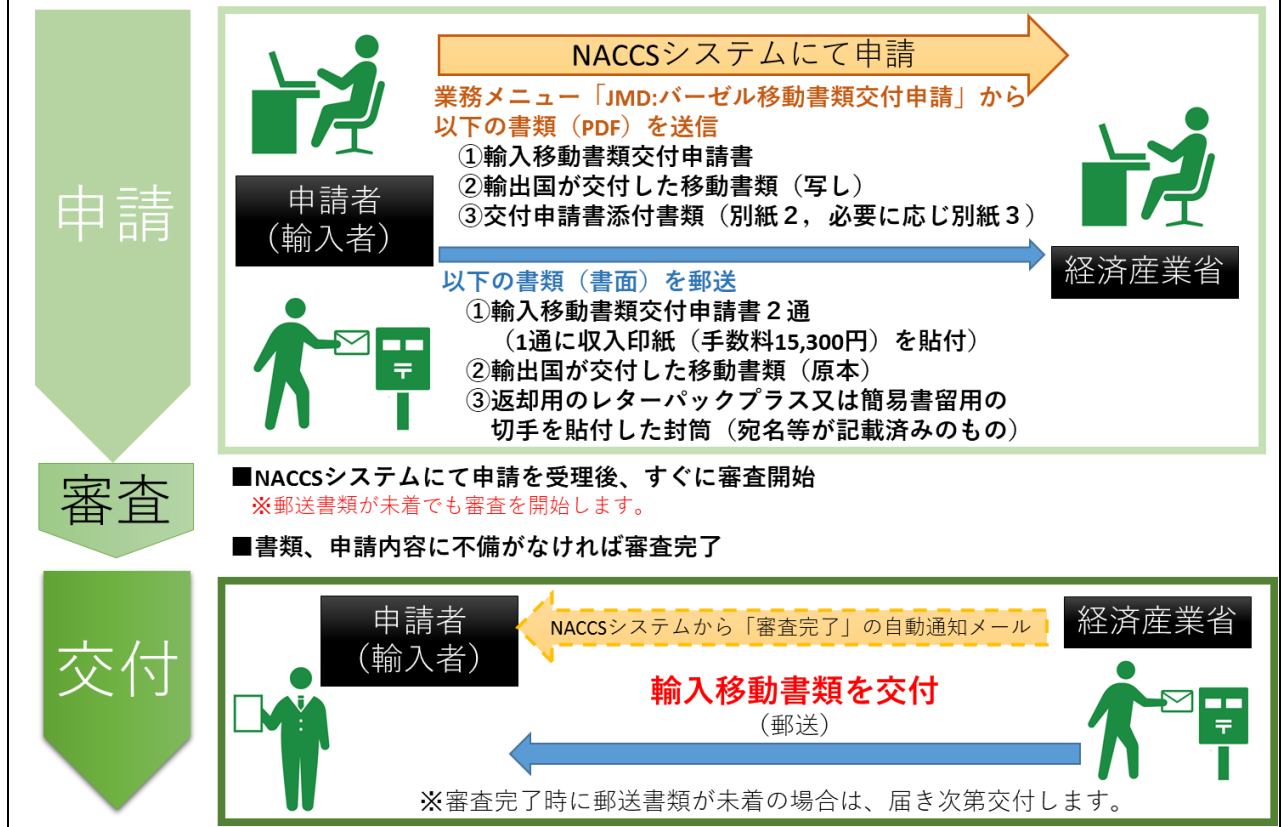 申請
NACCSシステムにて申請
業務メニュー「JMD:バーゼル移動書類交付申請」から
以下の書類（PDF）を送信
①輸入移動書類交付申請書
②輸出国が交付した移動書類（写し）
③交付申請書添付書類（別紙２，必要に応じ別紙３）
申請者
（輸入者）
経済産業省
以下の書類（書面）を郵送
①輸入移動書類交付申請書２通
（1通に収入印紙（手数料15,300円）を貼付）
②輸出国が交付した移動書類（原本）
③返却用のレターパックプラス又は簡易書留用の
切手を貼付した封筒（宛名等が記載済みのもの）
〒
審査
■NACCSシステムにて申請を受理後、すぐに審査開始
※郵送書類が未着でも審査を開始します。
■書類、申請内容に不備がなければ審査完了
交付
申請者
（輸入者）
NACCSシステムから「審査完了」の自動通知メール
経済産業省
輸入移動書類を交付
（郵送）
〒
※審査完了時に郵送書類が未着の場合は、届き次第交付します。